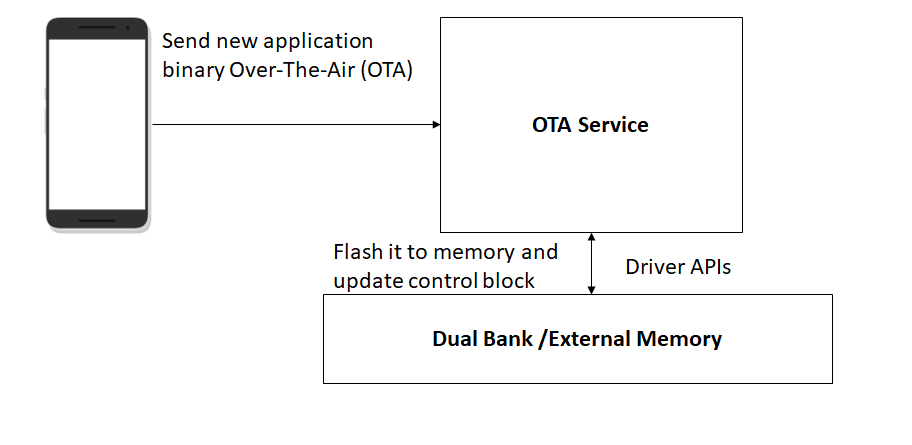 Send new application
binary Over-The-Air (OTA)
OTA Service
Flash it to memory and
update control block
Driver APIs
Dual Bank /External Memory